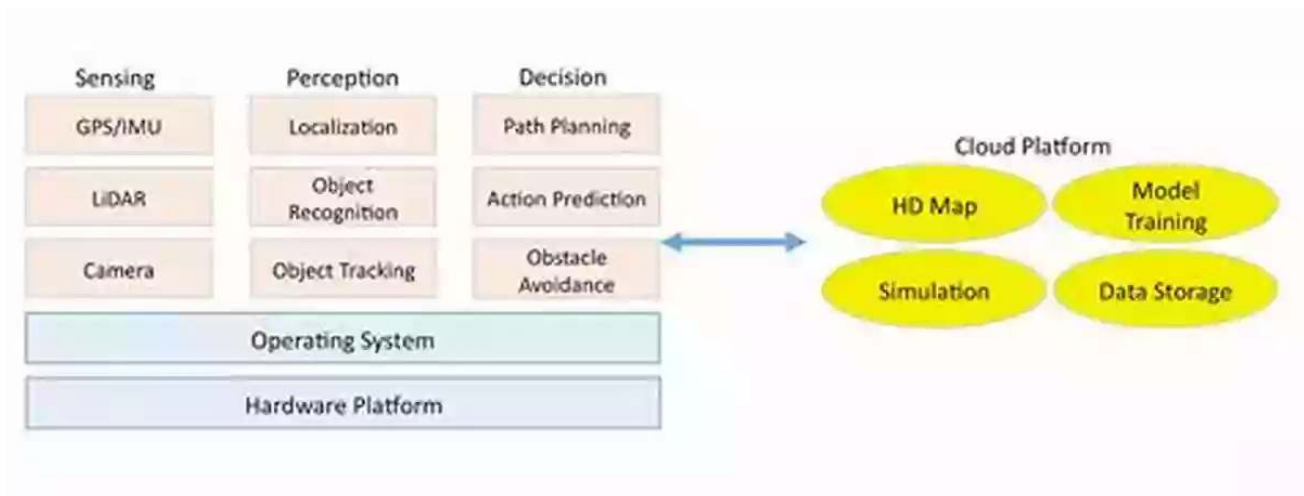 Sensing
Perception
Decision
GPS/IMU
Localization
Path Planning
LiDAR
Object
Recognition
Action Prediction
Camera
Object Tracking
Obstacle
Avoidance
Operating System
Hardware Platform
Cloud Platform
HD Map
Model
Training
Simulation
Data Storage